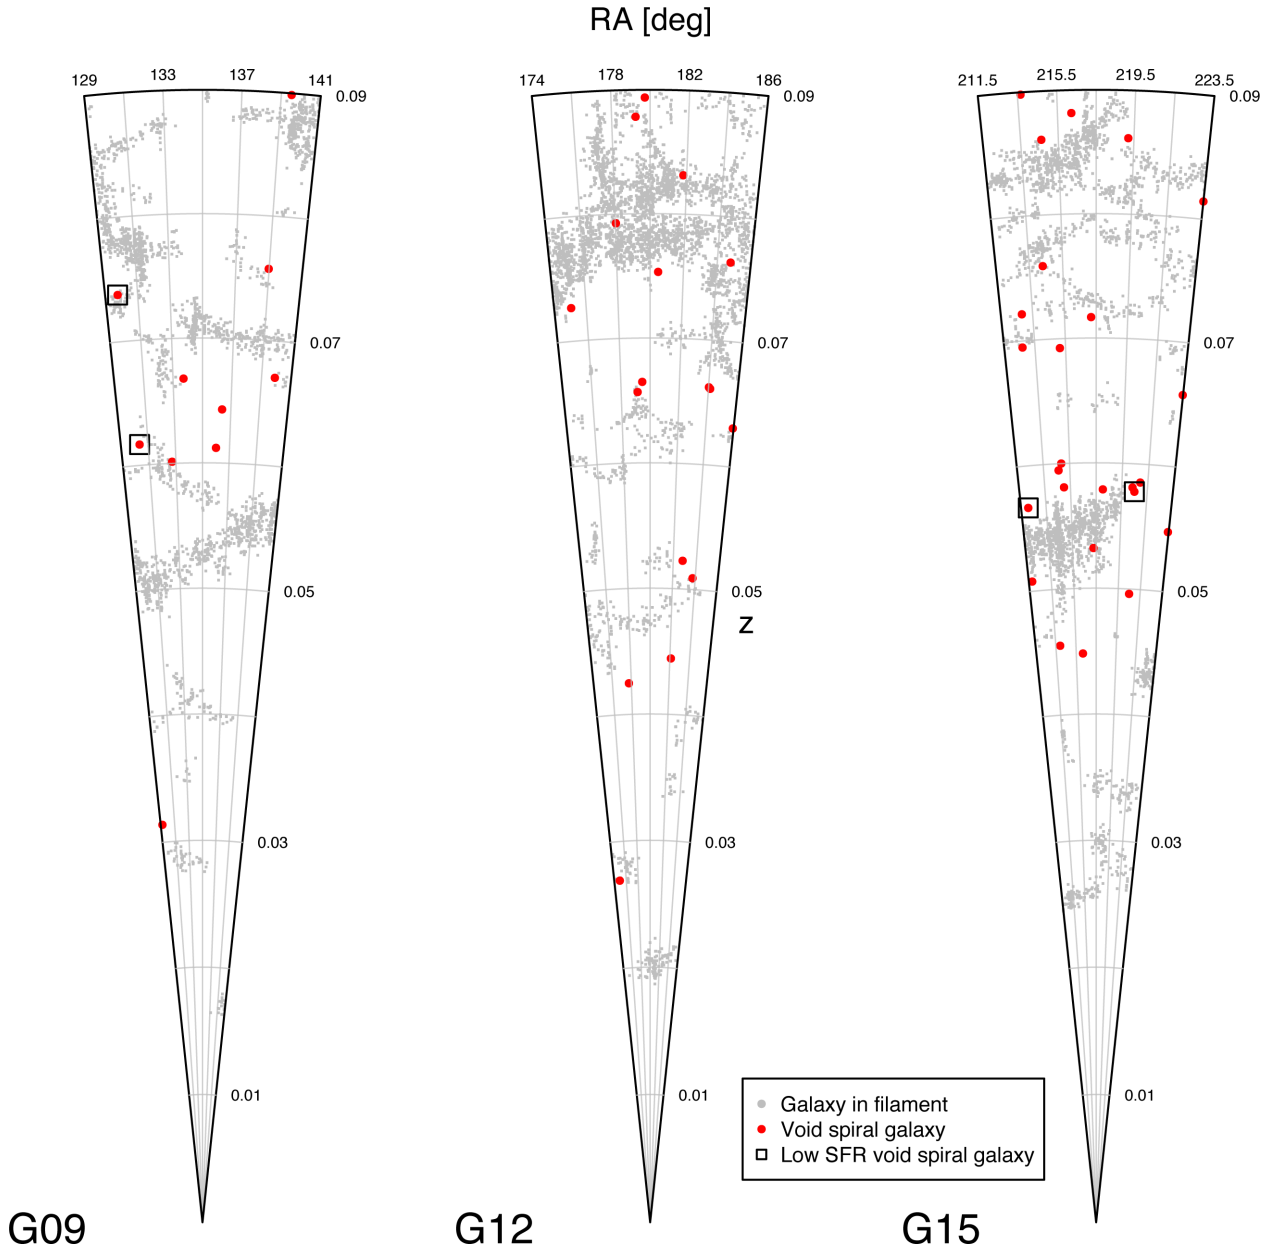 RA [deg]
129 133 137 141
174 178 182 186
211.5 215.5 219.5 223.5
0.09 0.09 0.09
0.07 0.07 0.07
0.05 0.05 0.05
z
0.03 0.03 0.03
0.01 0.01 0.01
Galaxy in filament
Void spiral galaxy
Low SFR void spiral galaxy
G09 G12 G15